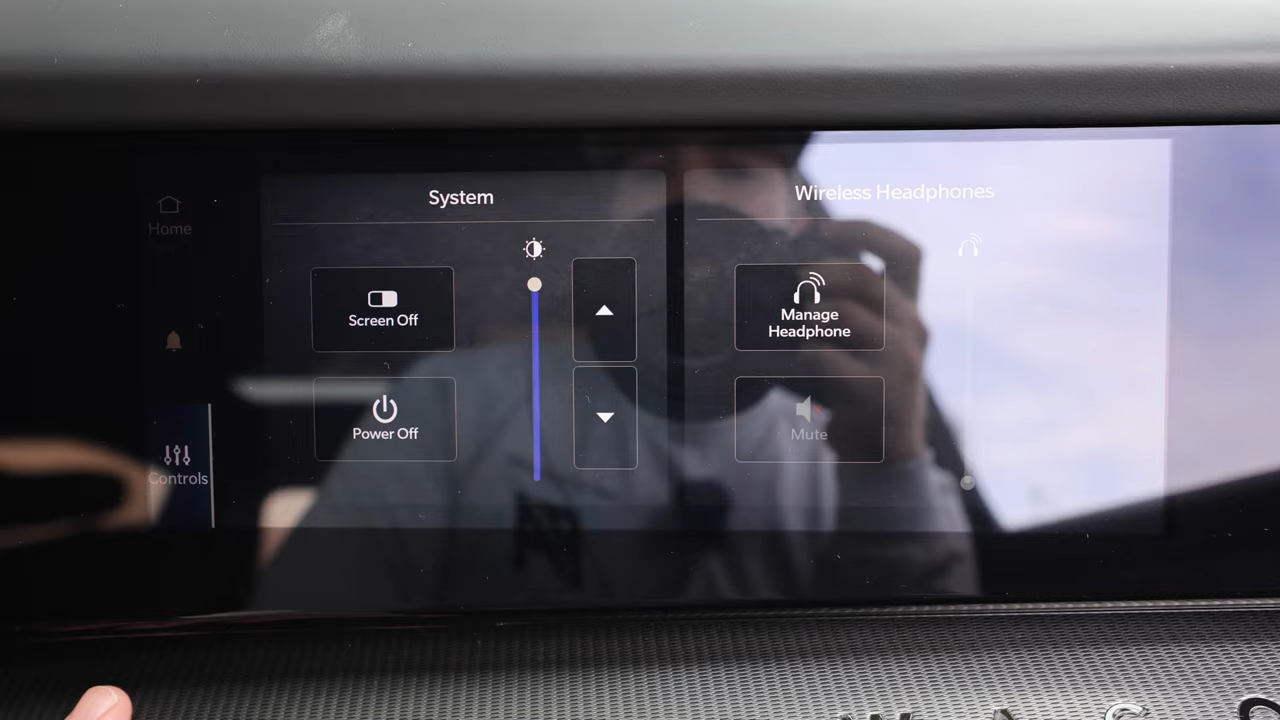 Home
Controls
System
Screen Off
Power Off
Wireless Headphones
Manage
Headphone
Mute